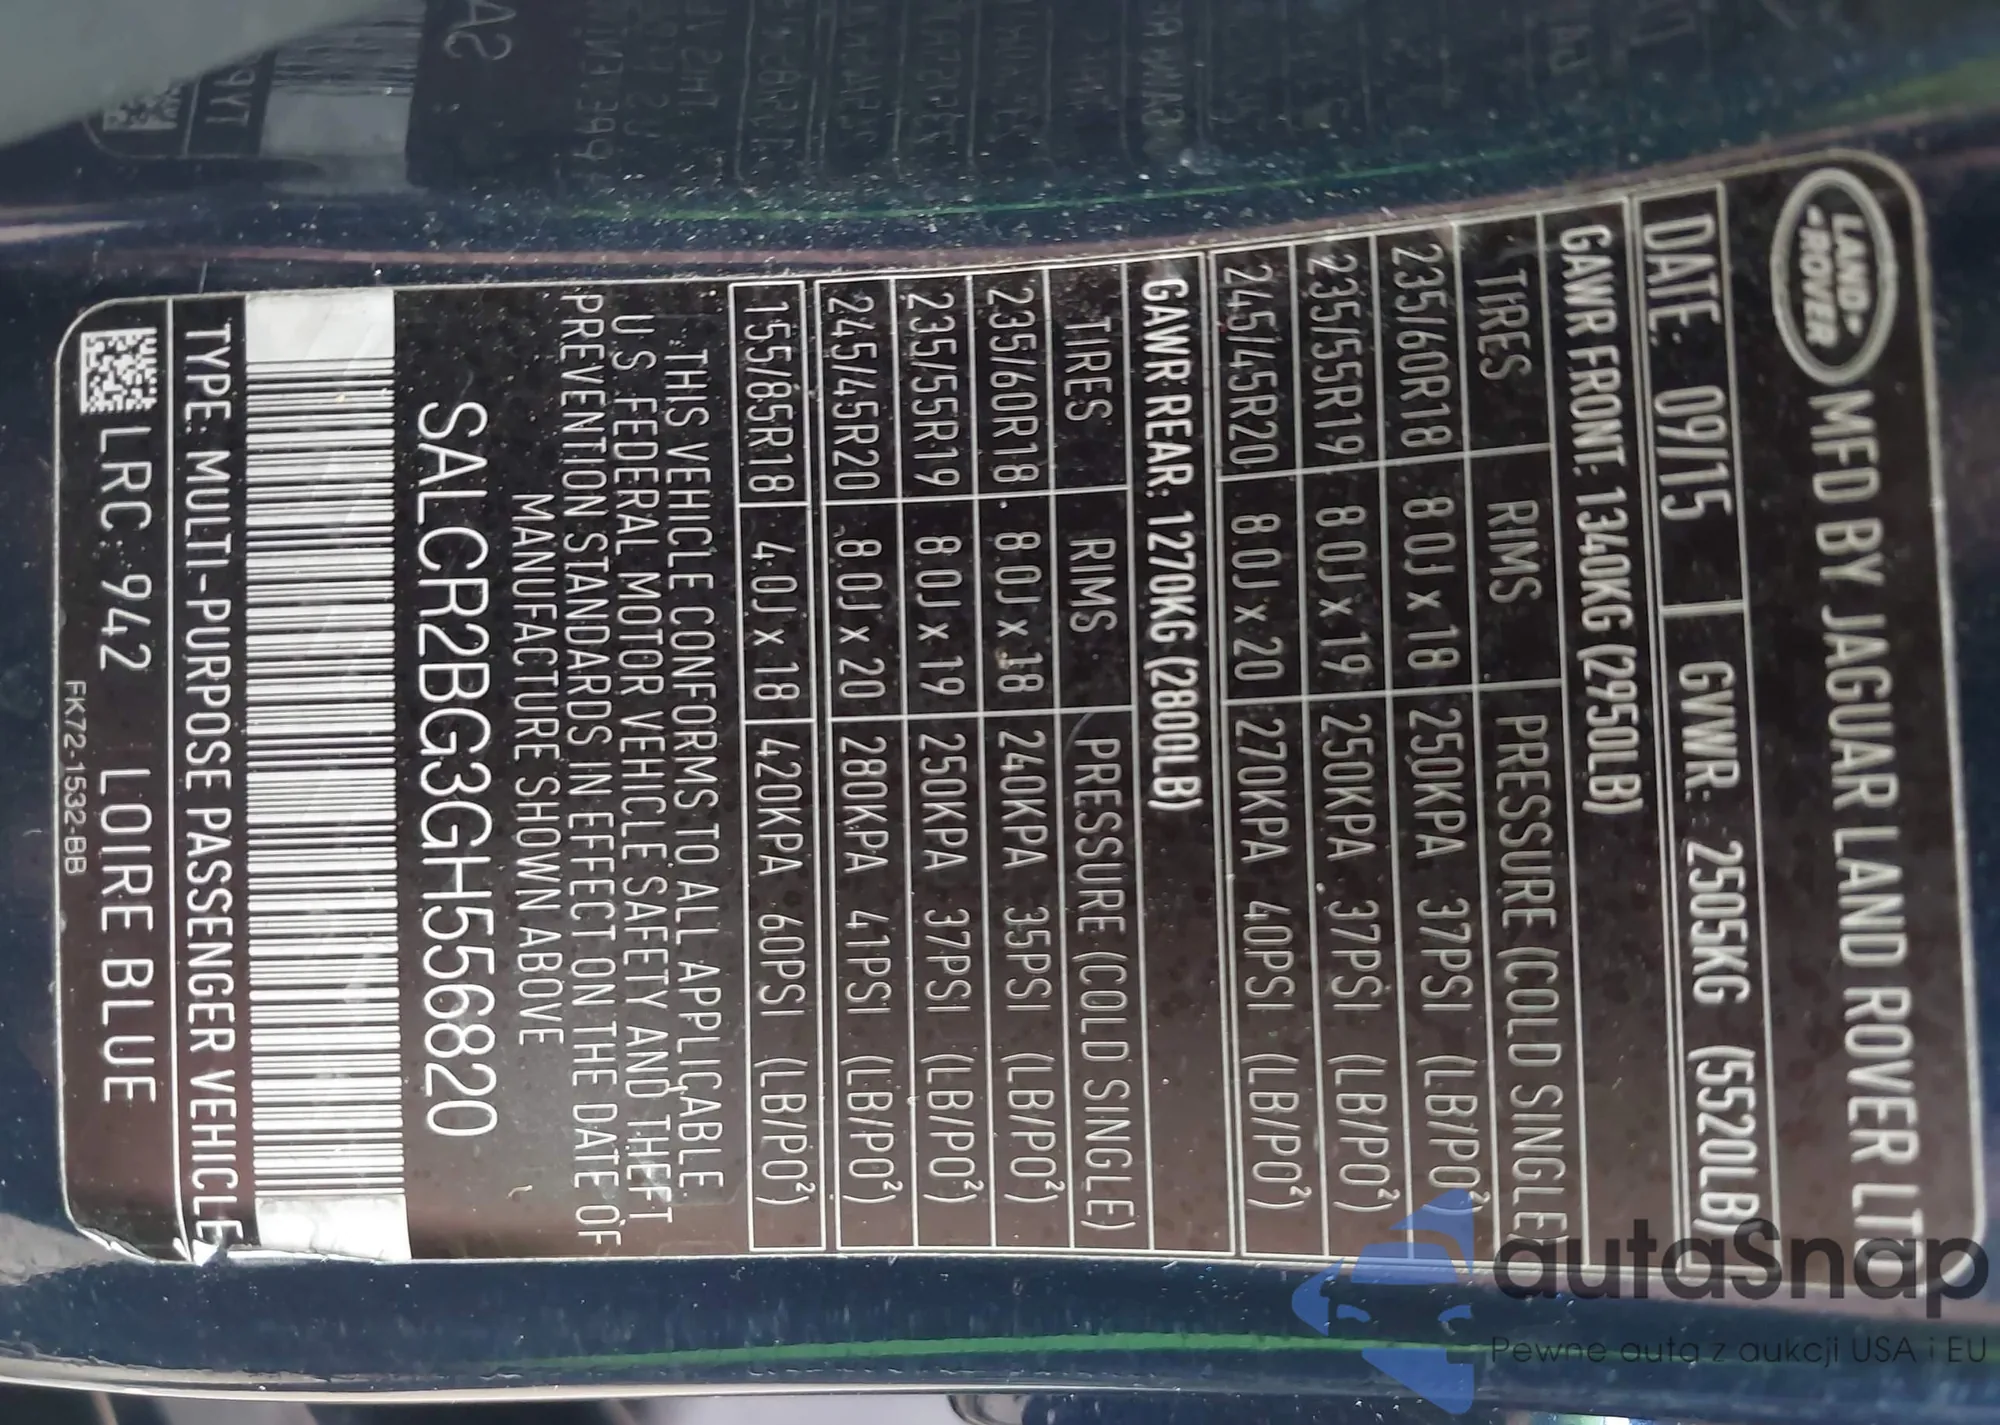 LAND-
-ROVER MFD BY JAGUAR LAND ROVER LTD
DATE: 09/15 GVWR: 2505KG (5520LB)
GAWR FRONT: 1340KG (2950LB)
TIRES RIMS PRESSURE (COLD SINGLE)
235/60R18 8.0J x 18 250KPA 37PSI (LB/PO²)
235/55R19 8.0J x 19 250KPA 37PSI (LB/PO²)
245/45R20 8.0J x 20 270KPA 40PSI (LB/PO²)
GAWR REAR: 1270KG (2800LB)
TIRES RIMS PRESSURE (COLD SINGLE)
235/60R18 8.0J x 18 240KPA 35PSI (LB/PO²)
235/55R19 8.0J x 19 250KPA 37PSI (LB/PO²)
245/45R20 8.0J x 20 280KPA 41PSI (LB/PO²)
155/85R18 4.0J x 18 420KPA 60PSI (LB/PO²)
THIS VEHICLE CONFORMS TO ALL APPLICABLE
U.S. FEDERAL MOTOR VEHICLE SAFETY AND THEFT
PREVENTION STANDARDS IN EFFECT ON THE DATE OF
MANUFACTURE SHOWN ABOVE
SALCR2BG3GH556820
TYPE: MULTI-PURPOSE PASSENGER VEHICLE
LRC: 942 LOIRE BLUE
FK72-1532-BB
autaSnap
Pewne auta z aukcji USA i EU